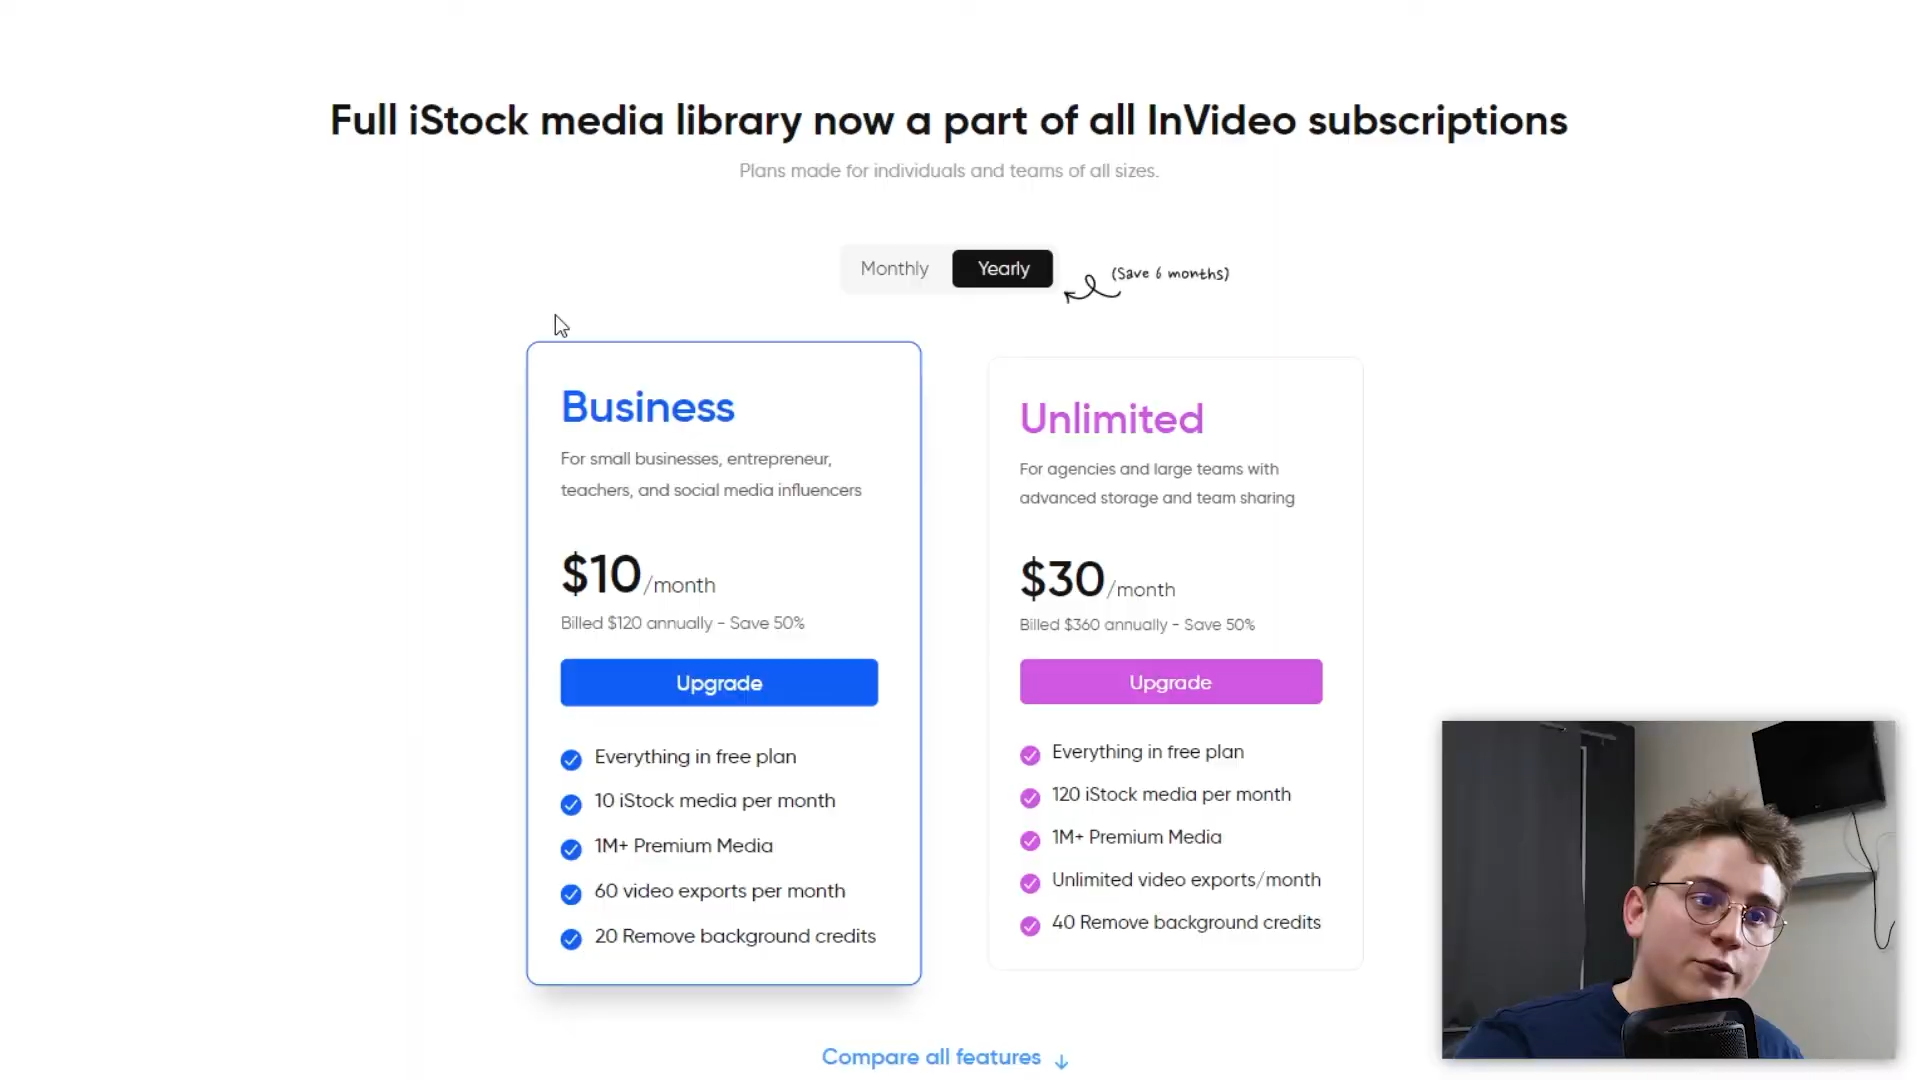 Full iStock media library now a part of all InVideo subscriptions
Plans made for individuals and teams of all sizes.
Monthly
Yearly
(Save 6 months)
Business
For small businesses, entrepreneur,
teachers, and social media influencers
$10/month
Billed $120 annually - Save 50%
Upgrade
Everything in free plan
10 iStock media per month
1M+ Premium Media
60 video exports per month
20 Remove background credits
Unlimited
For agencies and large teams with
advanced storage and team sharing
$30/month
Billed $360 annually - Save 50%
Upgrade
Everything in free plan
120 iStock media per month
1M+ Premium Media
Unlimited video exports/month
40 Remove background credits
Compare all features ↓